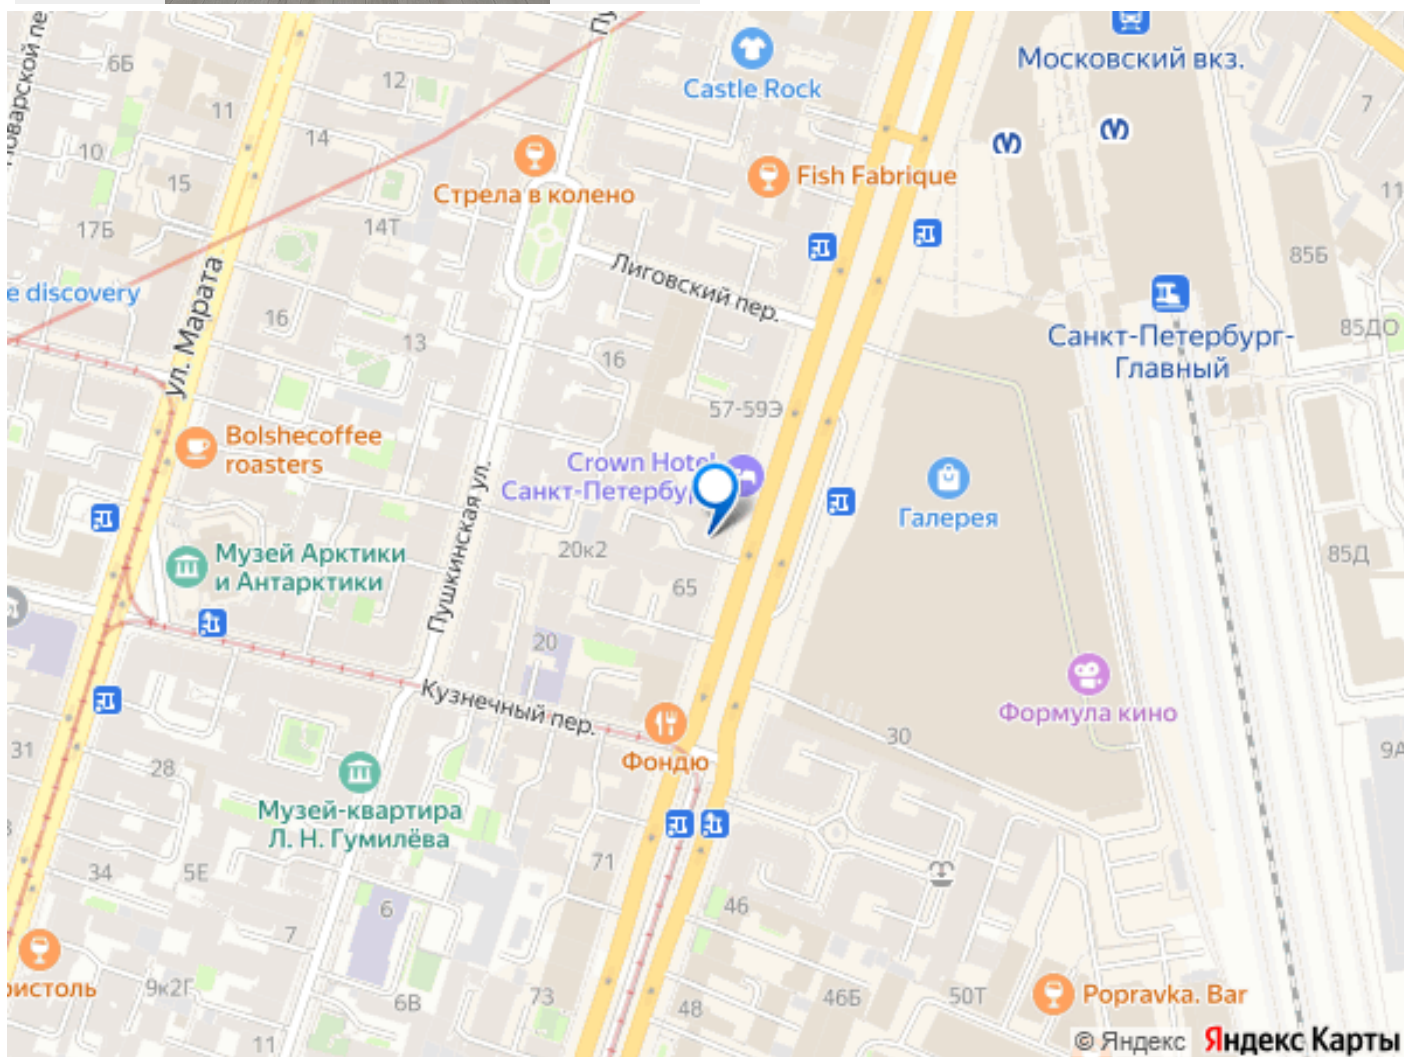 6Б
12
Castle Rock
Московский вкз.
7
11
14
10
15
Стрела в колено
Fish Fabrique
11
17Б
14Т
Лиговский пер.
85Б
e discovery
ул. Марата
16
13
16
85ДО
Санкт-Петербург-
Главный
57-59Э
Bolshecoffee
roasters
Crown Hotel
Санкт-Петербу
Пушкинская ул.
Галерея
Музей Арктики
и Антарктики
20к2
65
85Д
20
Кузнечный пер.
Формула кино
30
31
28
Фондю
9А
Музей-квартира
Л. Н. Гумилёва
34
5Е
71
6
46
7
ристоль
9к2Г
6В
73
48
46Б
50Т
Popravka. Bar
11
© Яндекс
Яндекс Карты